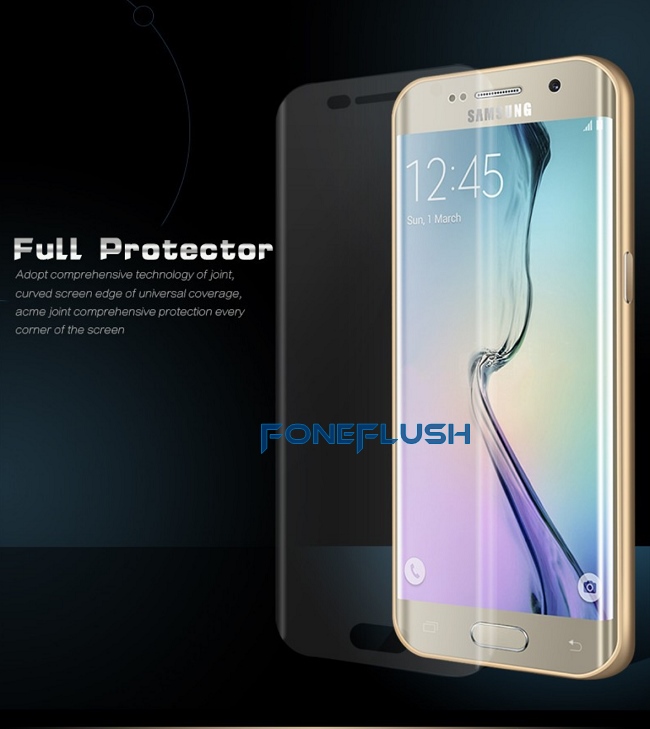 SAMSUNG
12:45
Sun, 1 March
Full Protector
Adopt comprehensive technology of joint,
curved screen edge of universal coverage,
acme joint comprehensive protection every
corner of the screen
FONEFLUSH